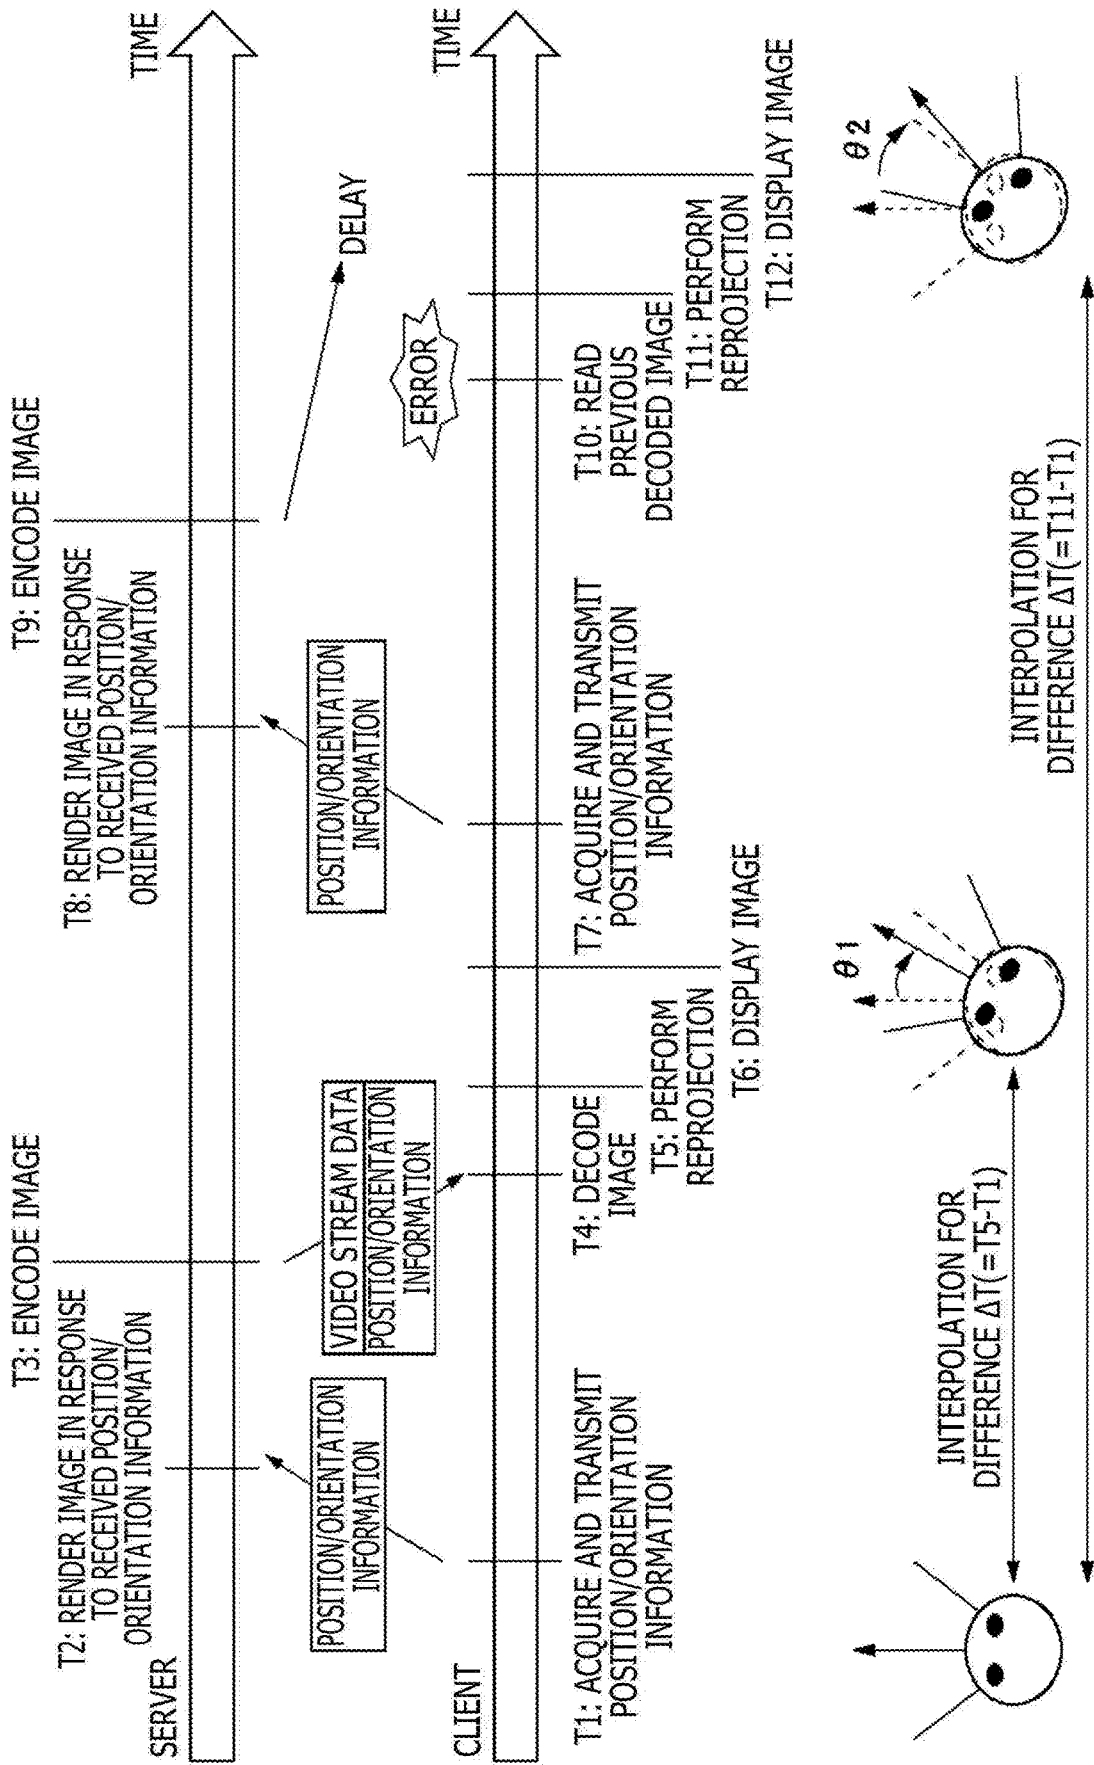 T3: ENCODE IMAGE
T9: ENCODE IMAGE
T2: RENDER IMAGE IN RESPONSE
TO RECEIVED POSITION/
ORIENTATION INFORMATION
T8: RENDER IMAGE IN RESPONSE
TO RECEIVED POSITION/
ORIENTATION INFORMATION
SERVER
TIME
POSITION/ORIENTATION
INFORMATION
VIDEO STREAM DATA
POSITION/ORIENTATION
INFORMATION
POSITION/ORIENTATION
INFORMATION
DELAY
ERROR
CLIENT
TIME
T1: ACQUIRE AND TRANSMIT
POSITION/ORIENTATION
INFORMATION
T4: DECODE
IMAGE
T5: PERFORM
REPROJECTION
T6: DISPLAY IMAGE
T7: ACQUIRE AND TRANSMIT
POSITION/ORIENTATION
INFORMATION
T10: READ
PREVIOUS
DECODED IMAGE
T11: PERFORM
REPROJECTION
T12: DISPLAY IMAGE
θ1
θ2
INTERPOLATION FOR
DIFFERENCE ΔT(=T5-T1)
INTERPOLATION FOR
DIFFERENCE ΔT(=T11-T1)